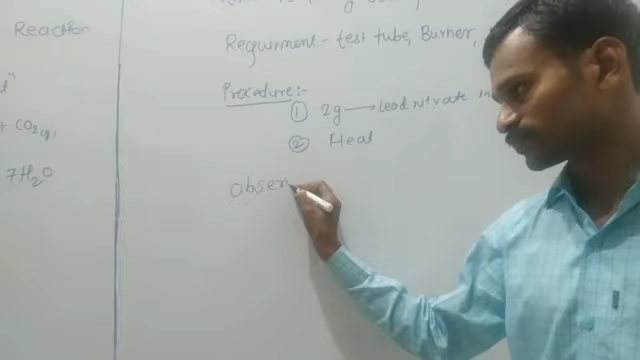 Reaction
+ CO2(g)
7H2O
Requirment - test tube, Burner,
Procedure :-
① 2g → Lead Nitrate in
② Heat
Obser